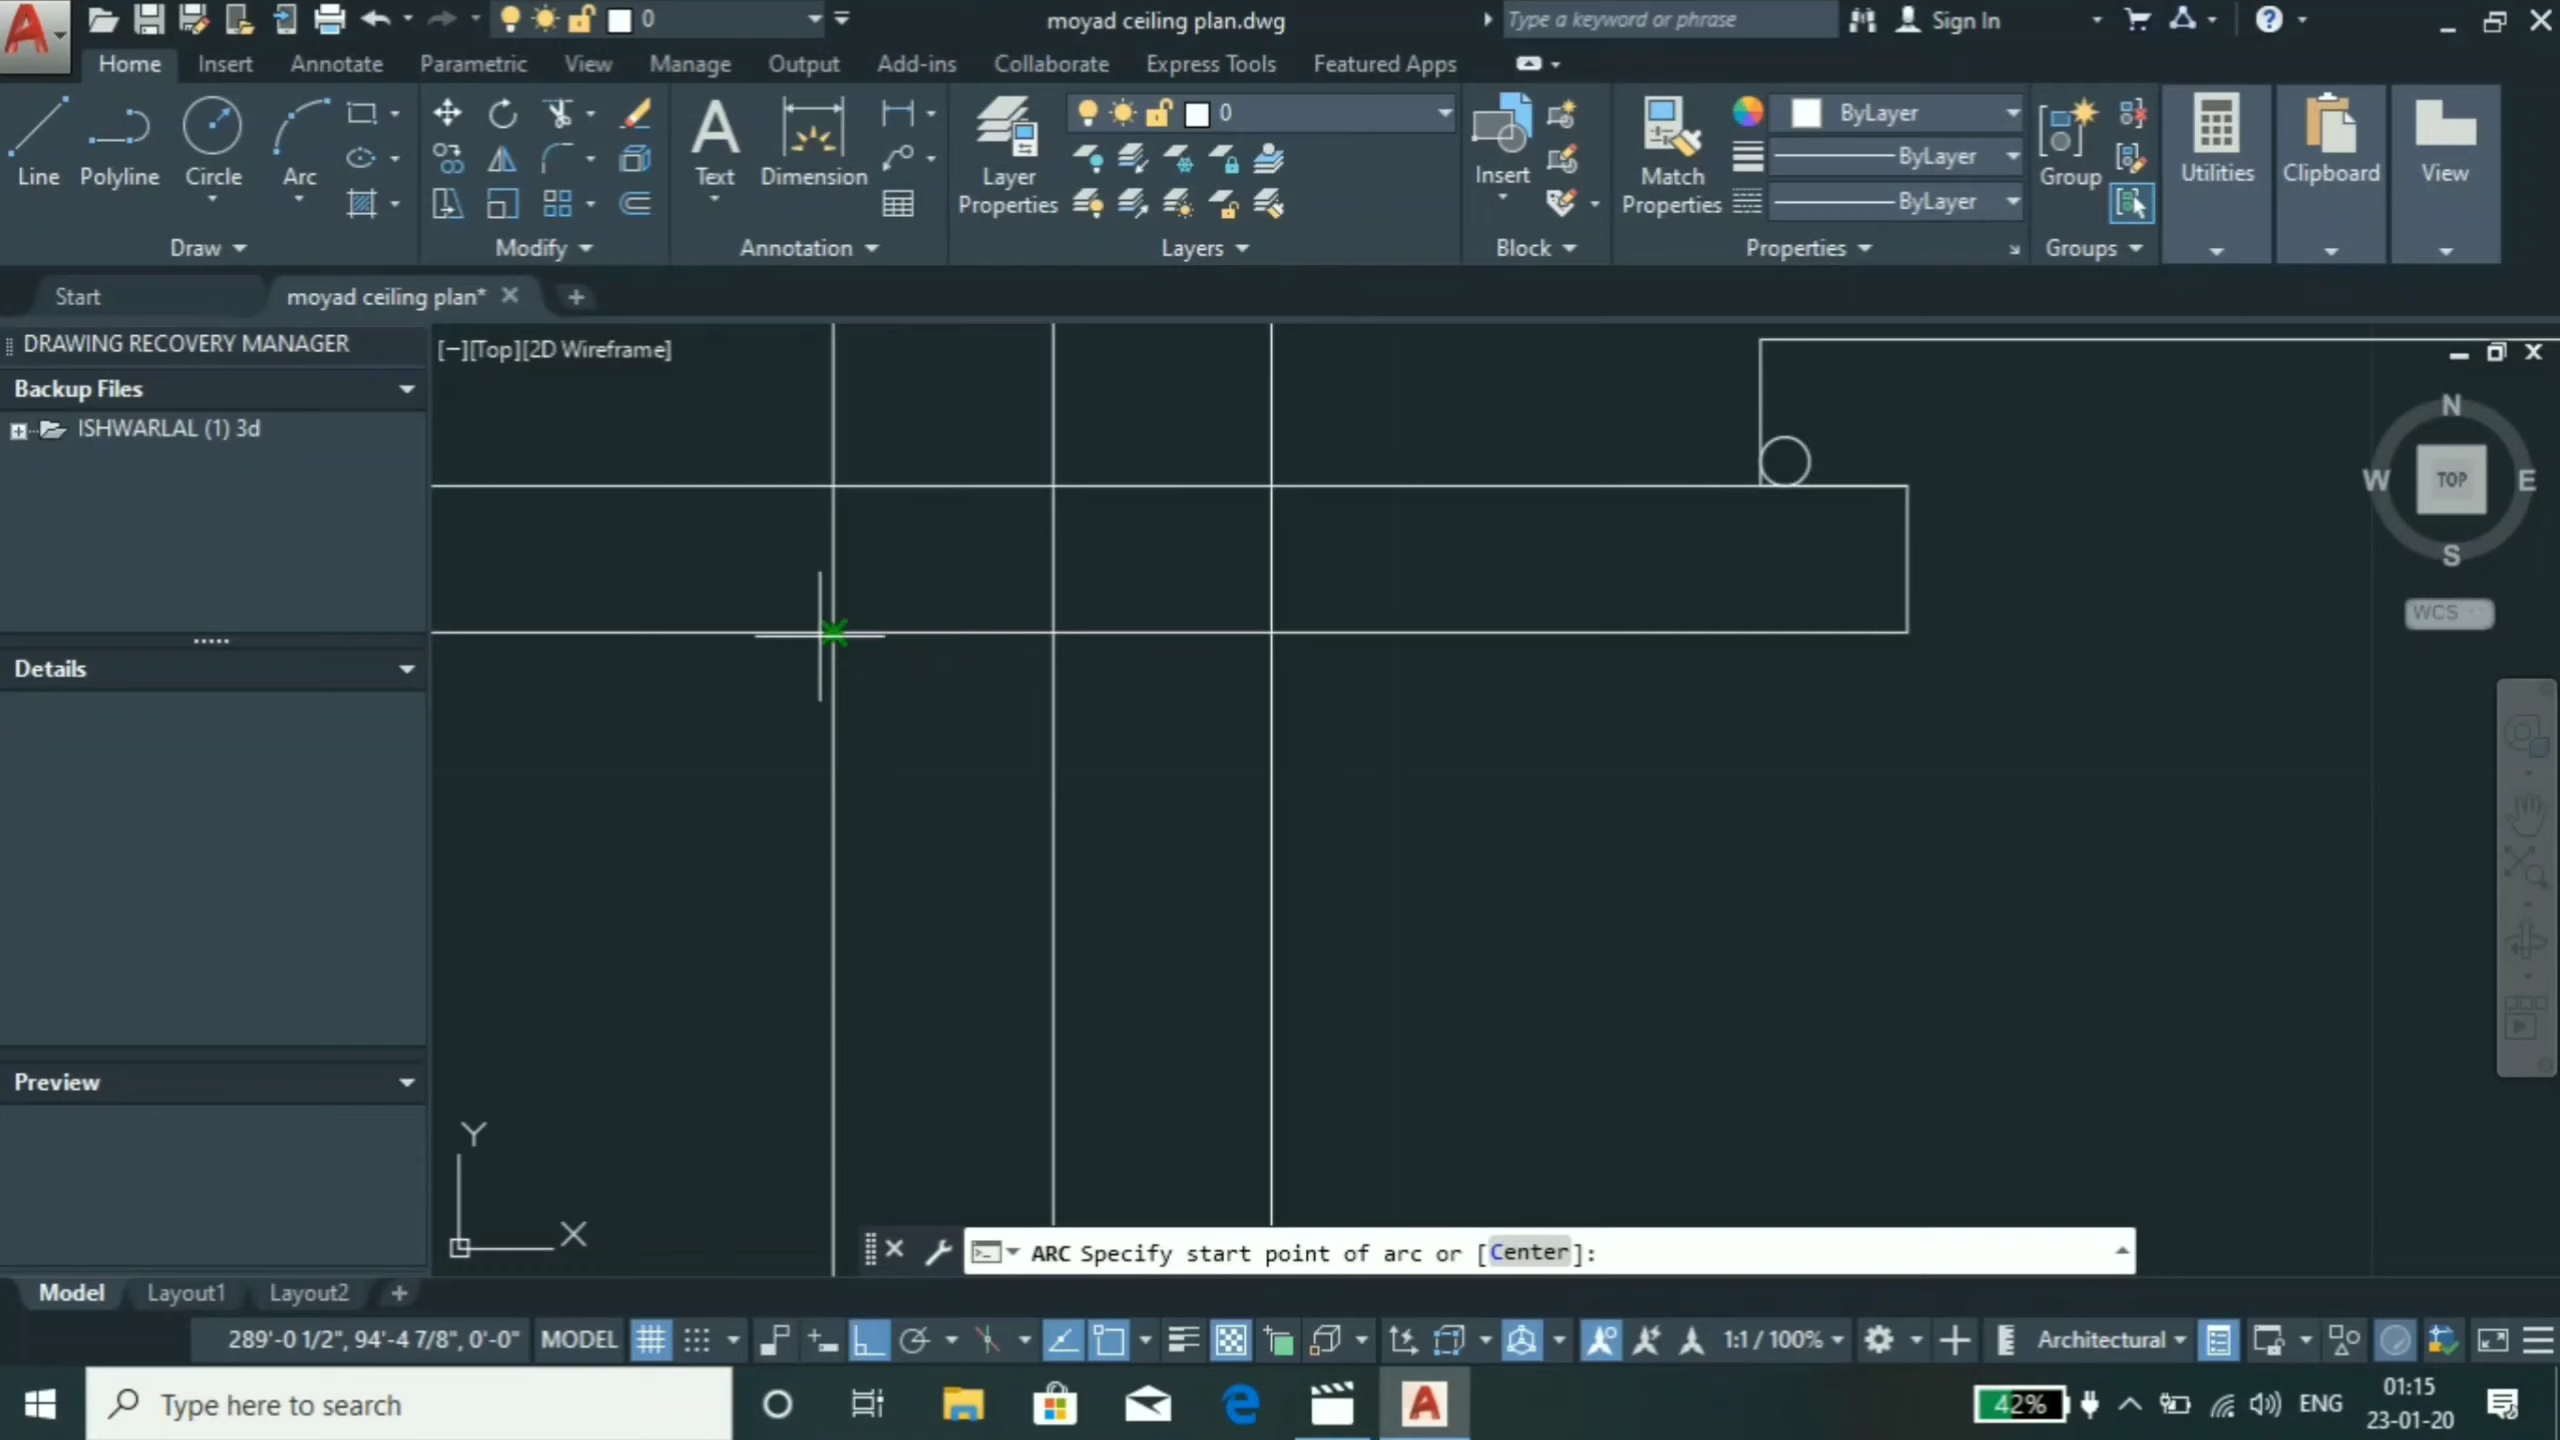 0
moyad ceiling plan.dwg
Type a keyword or phrase
Sign In
Home
Insert
Annotate
Parametric
View
Manage
Output
Add-ins
Collaborate
Express Tools
Featured Apps
Line
Polyline
Circle
Arc
Text
Dimension
Layer
Properties
0
Insert
Match
Properties
ByLayer
ByLayer
ByLayer
Group
Utilities
Clipboard
View
Draw
Modify
Annotation
Layers
Block
Properties
Groups
Start
moyad ceiling plan*
DRAWING RECOVERY MANAGER
Backup Files
ISHWARLAL (1) 3d
Details
Preview
[−][Top][2D Wireframe]
N
W
TOP
E
S
WCS
Y
X
ARC Specify start point of arc or [Center]:
Model
Layout1
Layout2
289'-0 1/2", 94'-4 7/8", 0'-0"
MODEL
1:1 / 100%
Architectural
Type here to search
42%
ENG
01:15
23-01-20